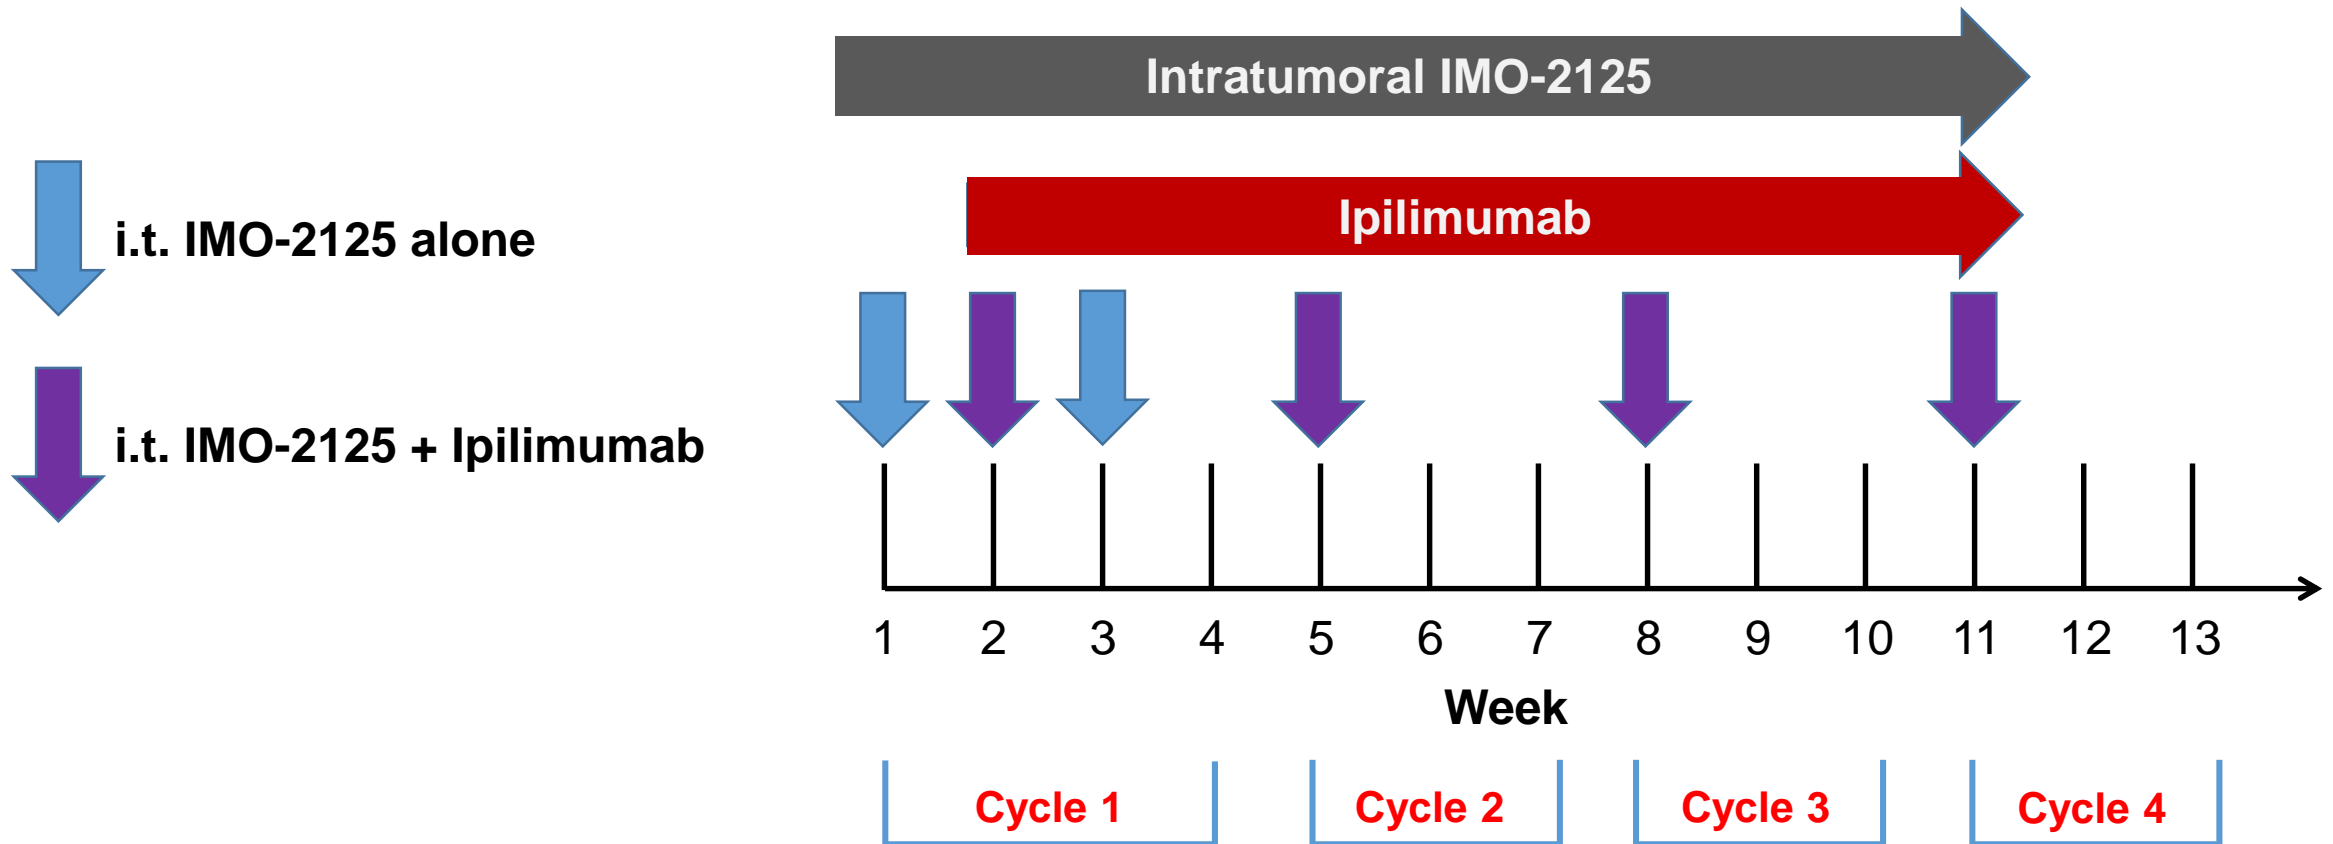 Intratumoral IMO-2125
Ipilimumab
i.t. IMO-2125 alone
i.t. IMO-2125 + Ipilimumab
1 2 3 4 5 6 7 8 9 10 11 12 13
Week
Cycle 1 Cycle 2 Cycle 3 Cycle 4